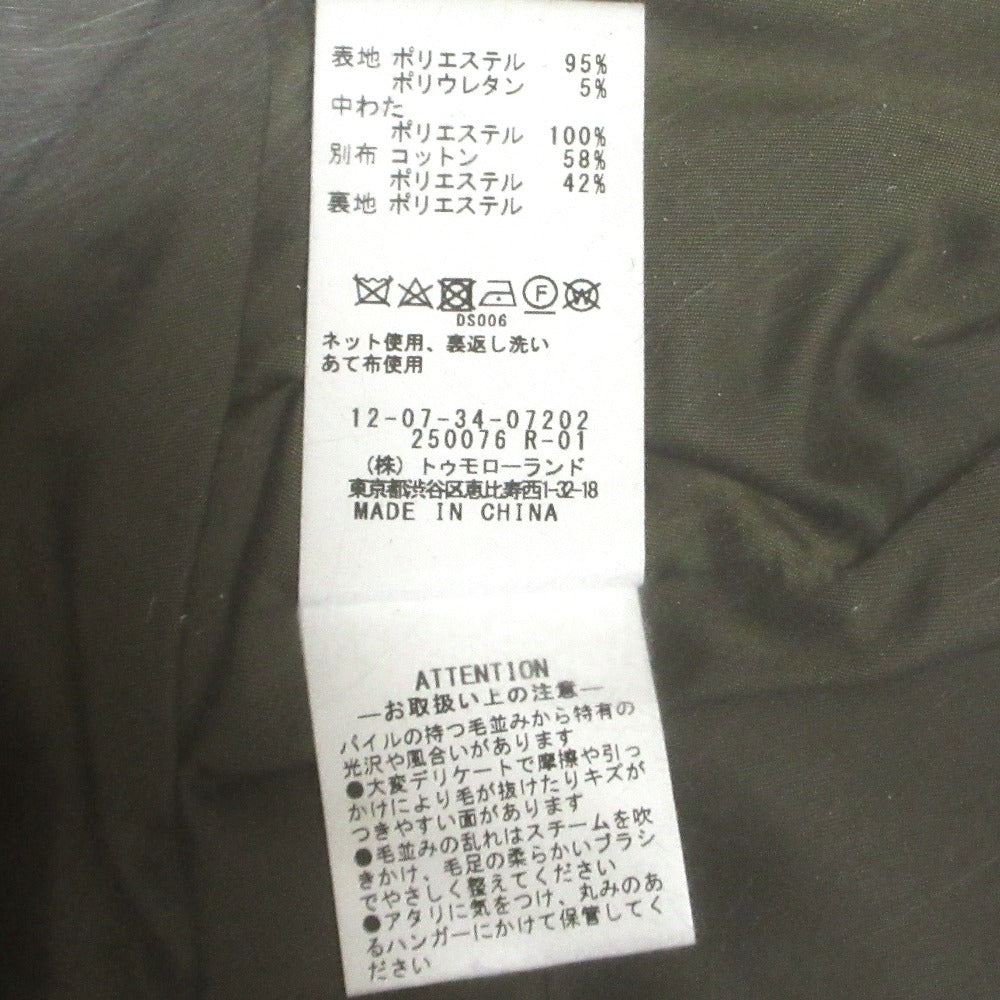 表地 ポリエステル 95%
ポリウレタン 5%
中わた
ポリエステル 100%
別布 コットン 58%
ポリエステル 42%
裏地 ポリエステル
F W
DS006
ネット使用、裏返し洗い
あて布使用
12-07-34-07202
250076 R-01
(株) トゥモローランド
東京都渋谷区恵比寿西1-32-18
MADE IN CHINA
ATTENTION
―お取扱い上の注意―
パイルの持つ毛並みから特有の
光沢や風合いがあります
●大変デリケートで摩擦や引っ
かけにより毛が抜けたりキズが
つきやすい面があります
●毛並みの乱れはスチームを吹
きかけ、毛足の柔らかいブラシ
でやさしく整えてください
●アタリに気をつけ、丸みのあ
るハンガーにかけて保管してく
ださい